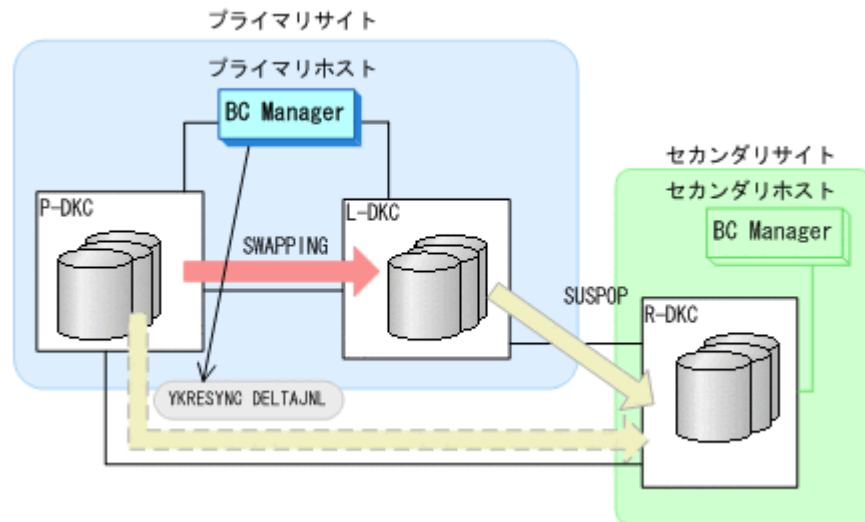 プライマリサイト
プライマリホスト
BC Manager
セカンダリサイト
セカンダリホスト
BC Manager
P-DKC
L-DKC
SWAPPING
SUSPOP
R-DKC
YKRESYNC DELTAJNL